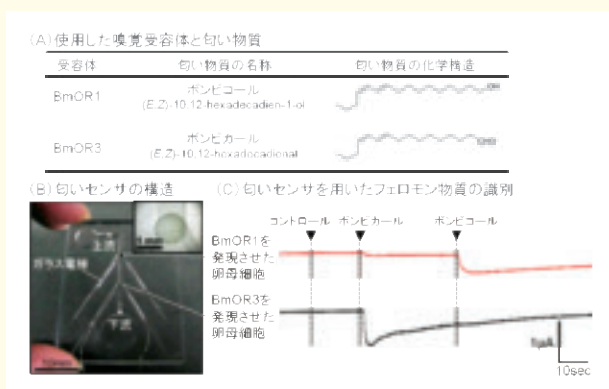 (A)使用した嗅覚受容体と匂い物質
受容体 匂い物質の名称 匂い物質の化学構造
BmOR1 ボンビコール
(E,Z)-10,12-hexadecadien-1-ol
BmOR3 ボンビカール
(E,Z)-10,12-hexadecadienal
(B)匂いセンサの構造 (C)匂いセンサを用いたフェロモン物質の識別
上流
ガラス電極
下流
コントロール ボンビカール ボンビコール
BmOR1を
発現させた
卵母細胞
BmOR3を
発現させた
卵母細胞
1μA
10sec